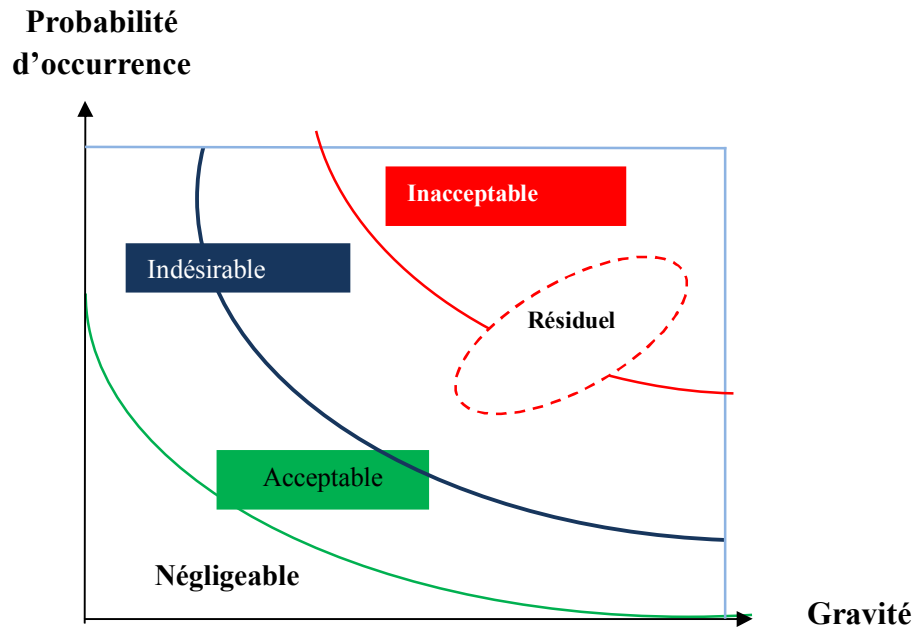 Probabilité
d’occurrence
Inacceptable
Indésirable
Résiduel
Acceptable
Négligeable
Gravité